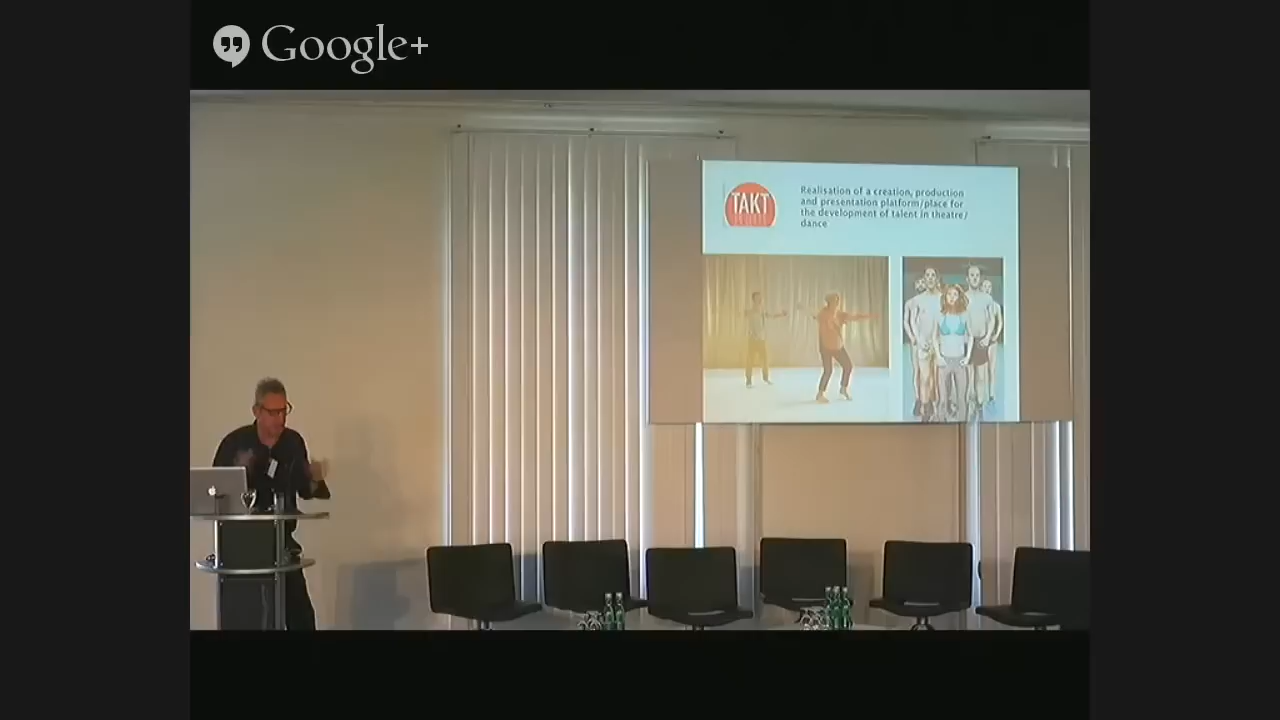 Google+
TAKT
Realisation of a creation, production
and presentation platform/place for
the development of talent in theatre/
dance